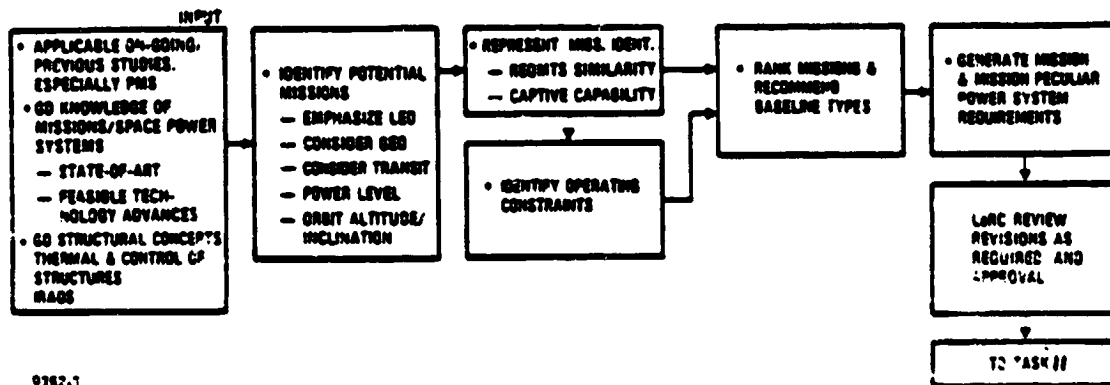 INPUT
• APPLICABLE ON-GOING,
PREVIOUS STUDIES,
ESPECIALLY PMS
• GD KNOWLEDGE OF
MISSIONS/SPACE POWER
SYSTEMS
— STATE-OF-ART
— FEASIBLE TECH-
NOLOGY ADVANCES
• GD STRUCTURAL CONCEPTS
THERMAL & CONTROL OF
STRUCTURES
IRADS
• IDENTIFY POTENTIAL
MISSIONS
— EMPHASIZE LEO
— CONSIDER GEO
— CONSIDER TRANSIT
— POWER LEVEL
— ORBIT ALTITUDE/
INCLINATION
• REPRESENT MISS. IDENT.
— REQMTS SIMILARITY
— CAPTIVE CAPABILITY
• IDENTIFY OPERATING
CONSTRAINTS
• RANK MISSIONS &
RECOMMEND
BASELINE TYPES
• GENERATE MISSION
& MISSION PECULIAR
POWER SYSTEM
REQUIREMENTS
LeRC REVIEW
REVISIONS AS
REQUIRED AND
APPROVAL
TO TASK II